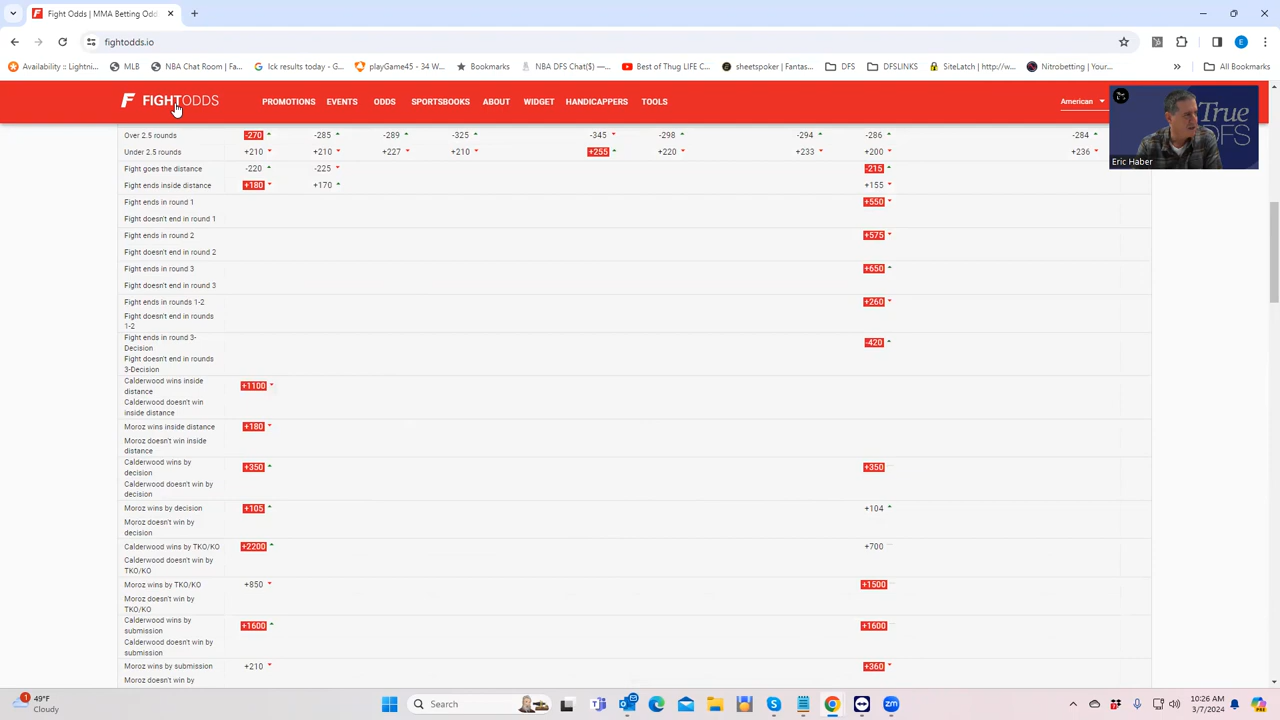 Fight Odds | MMA Betting Odd
fightodds.io
Availability :: Lightni...
MLB
NBA Chat Room | Fa...
Ick results today - G...
playGame45 - 34 W...
Bookmarks
NBA DFS Chat($) —...
Best of Thug LIFE C...
sheetspoker | Fantas...
DFS
DFSLINKS
SiteLatch | http://w...
Nitrobetting | Your...
All Bookmarks
FIGHTODDS PROMOTIONS EVENTS ODDS SPORTSBOOKS ABOUT WIDGET HANDICAPPERS TOOLS American
True
DFS
Eric Haber
Over 2.5 rounds -270 -285 -289 -325 -345 -298 -294 -286 -284
Under 2.5 rounds +210 +210 +227 +210 +255 +220 +233 +200 +236
Fight goes the distance -220 -225 -215
Fight ends inside distance +180 +170 +155
Fight ends in round 1 +550
Fight doesn't end in round 1
Fight ends in round 2 +575
Fight doesn't end in round 2
Fight ends in round 3 +650
Fight doesn't end in round 3
Fight ends in rounds 1-2 +260
Fight doesn't end in rounds
1-2
Fight ends in round 3-
Decision -420
Fight doesn't end in rounds
3-Decision
Calderwood wins inside
distance +1100
Calderwood doesn't win
inside distance
Moroz wins inside distance +180
Moroz doesn't win inside
distance
Calderwood wins by
decision +350 +350
Calderwood doesn't win by
decision
Moroz wins by decision +105 +104
Moroz doesn't win by
decision
Calderwood wins by TKO/KO +2200 +700
Calderwood doesn't win by
TKO/KO
Moroz wins by TKO/KO +850 +1500
Moroz doesn't win by
TKO/KO
Calderwood wins by
submission +1600 +1600
Calderwood doesn't win by
submission
Moroz wins by submission +210 +360
Moroz doesn't win by
1
49°F
Cloudy
Search
10:26 AM
3/7/2024